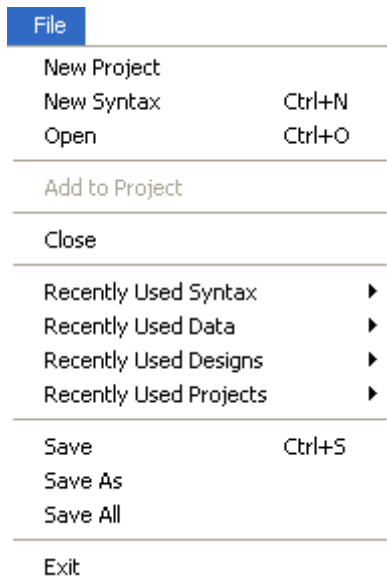 File
New Project
New Syntax Ctrl+N
Open Ctrl+O
Add to Project
Close
Recently Used Syntax
Recently Used Data
Recently Used Designs
Recently Used Projects
Save Ctrl+S
Save As
Save All
Exit